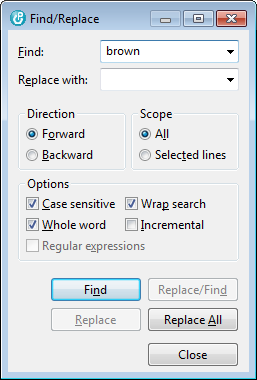 Find/Replace
Find: brown
Replace with:
Direction Scope
Forward All
Backward Selected lines
Options
Case sensitive Wrap search
Whole word Incremental
Regular expressions
Find Replace/Find
Replace Replace All
Close